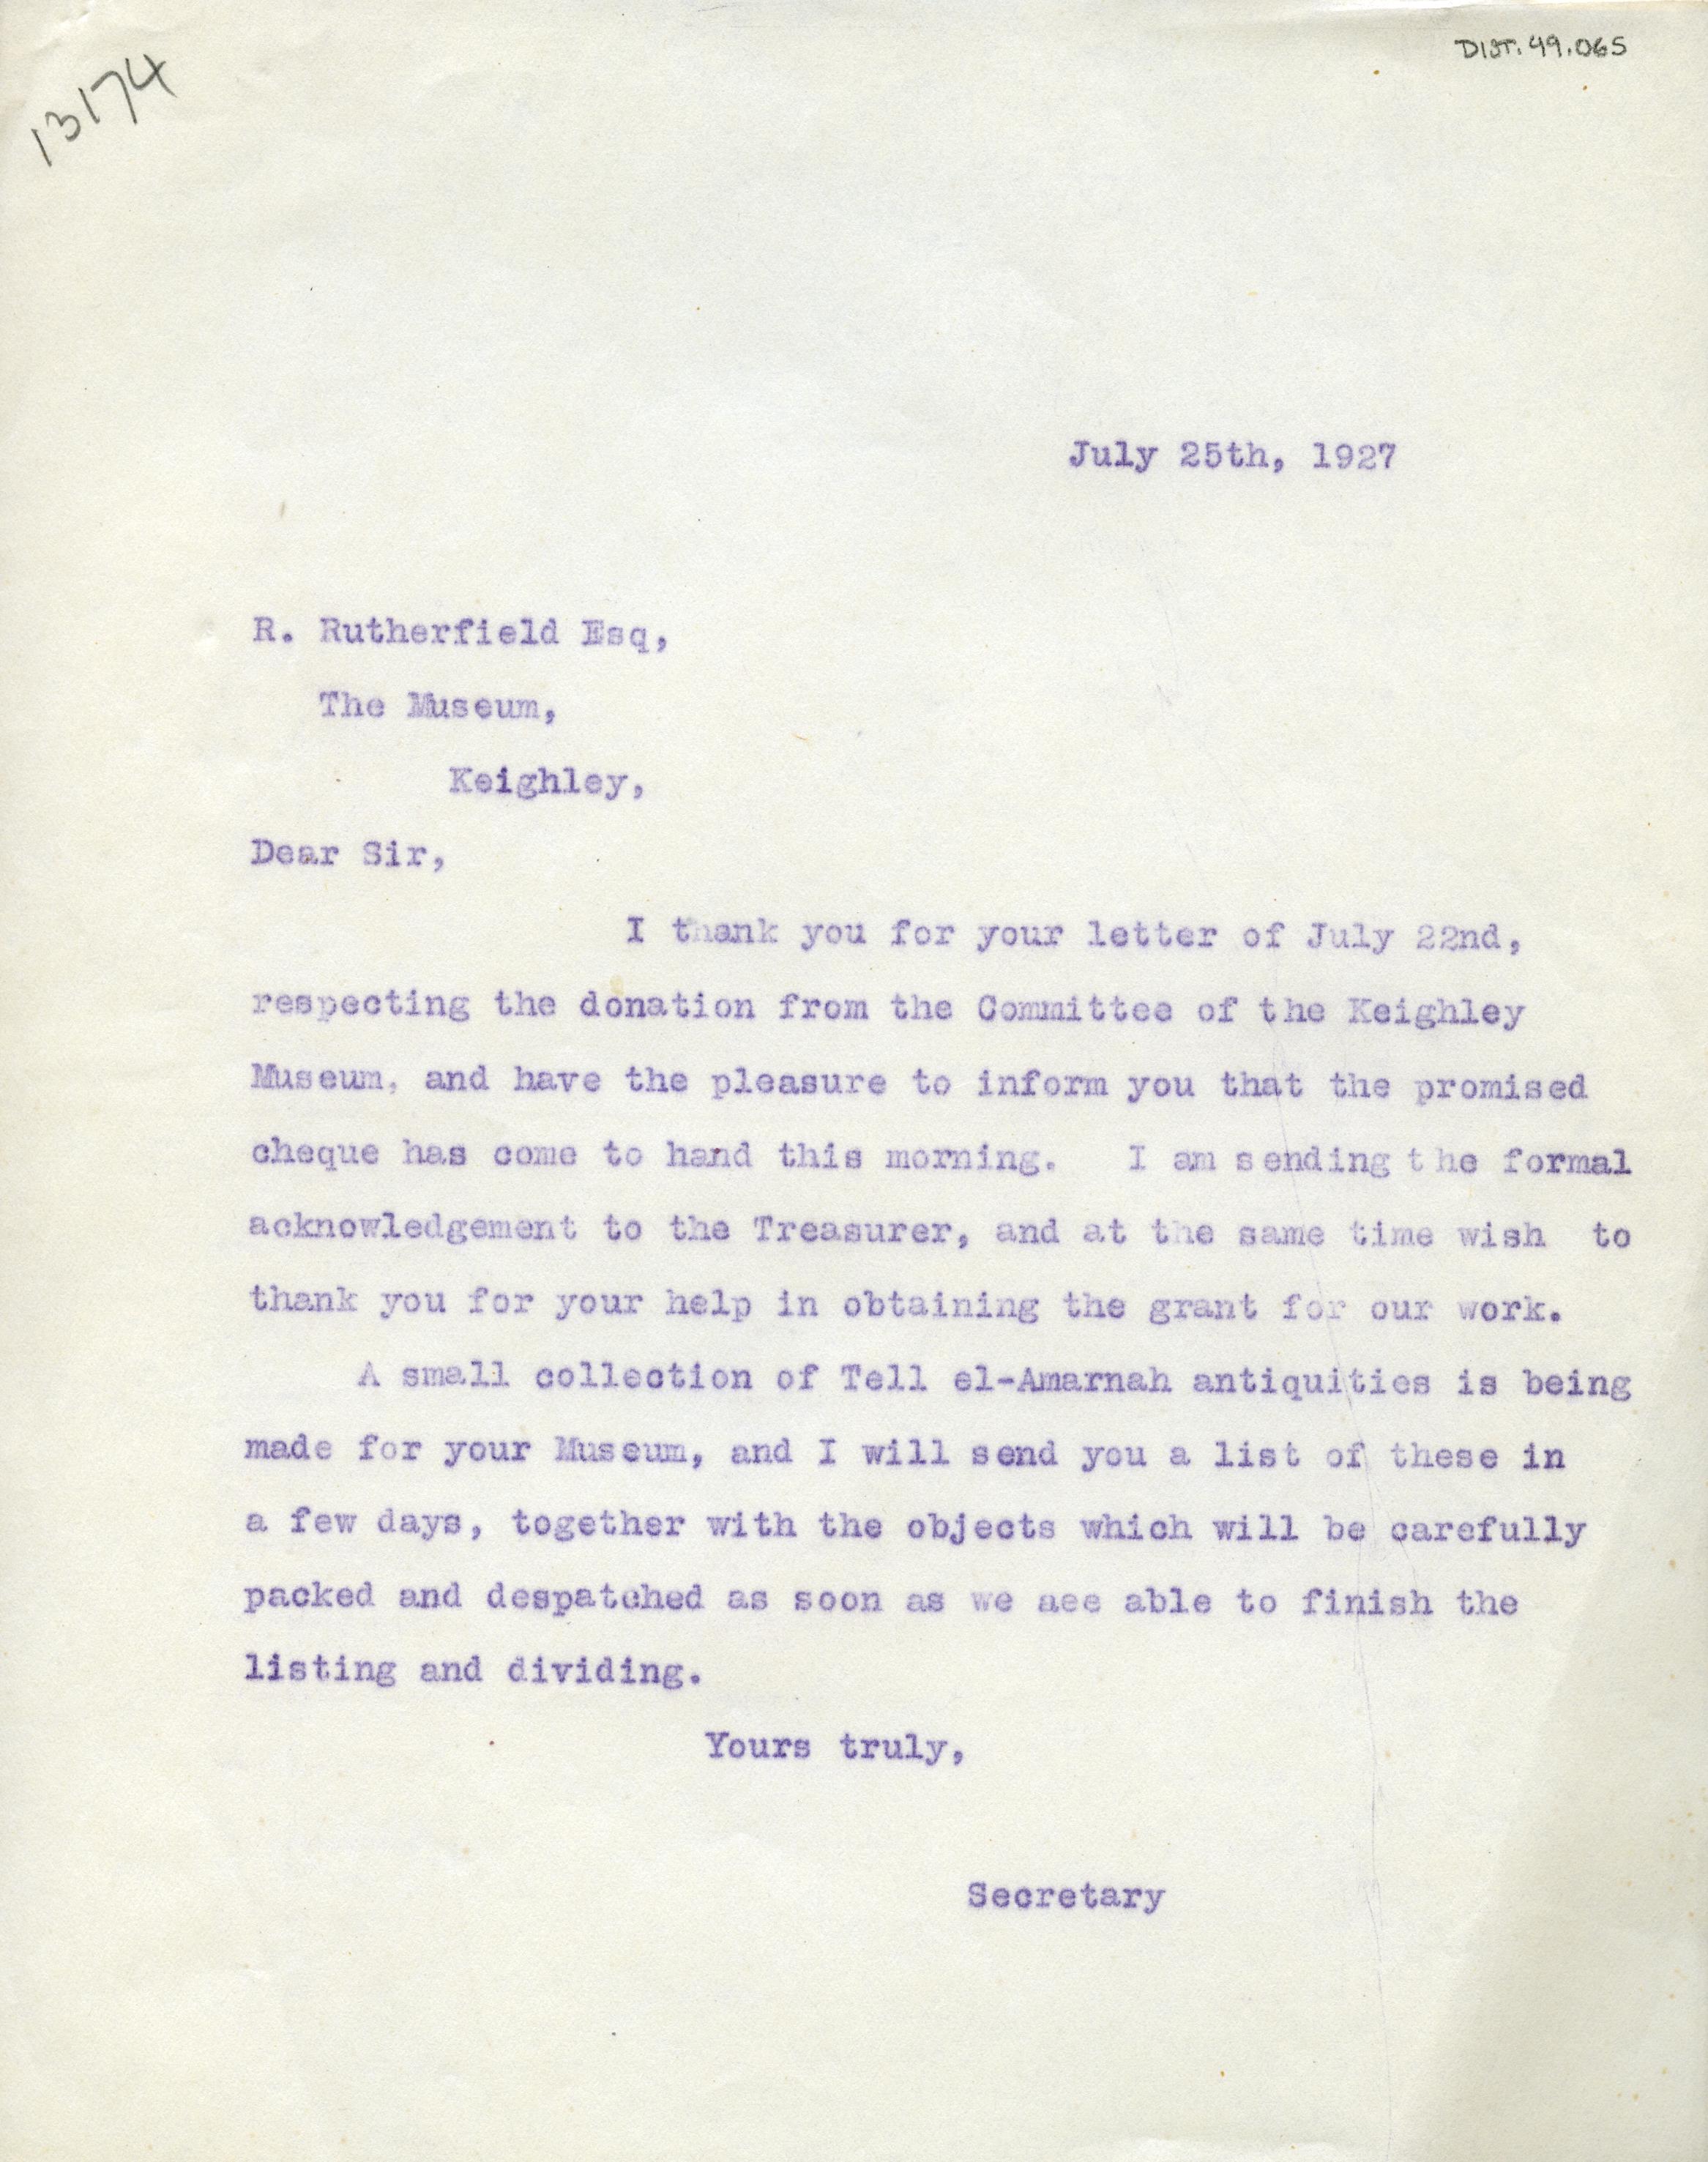 13174
DIST.49.065
July 25th, 1927
R. Rutherfield Esq,
The Museum,
Keighley,
Dear Sir,
I thank you for your letter of July 22nd,
respecting the donation from the Committee of the Keighley
Museum, and have the pleasure to inform you that the promised
cheque has come to hand this morning. I am sending the formal
acknowledgement to the Treasurer, and at the same time wish to
thank you for your help in obtaining the grant for our work.
A small collection of Tell el-Amarnah antiquities is being
made for your Museum, and I will send you a list of these in
a few days, together with the objects which will be carefully
packed and despatched as soon as we aee able to finish the
listing and dividing.
Yours truly,
Secretary